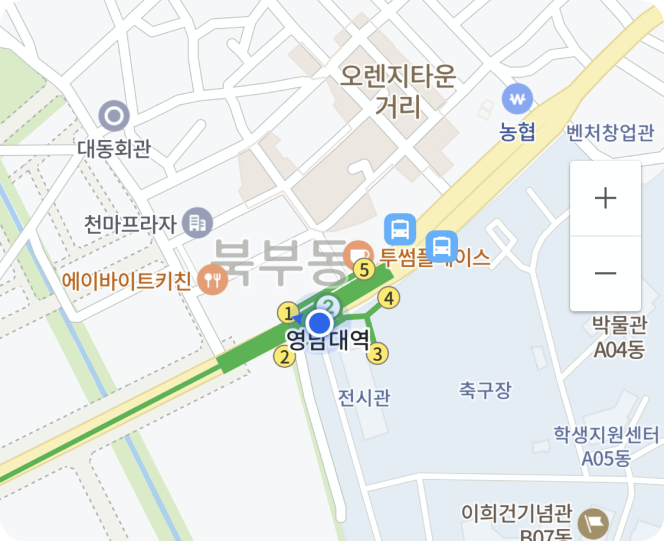 오렌지타운
거리
₩
농협
벤처창업관
대동회관
천마프라자
북부동
투썸플레이스
에이바이트키친
5
4
1
2
영남대역
2
3
+
−
박물관
A04동
전시관
축구장
학생지원센터
A05동
이희건기념관
B07동